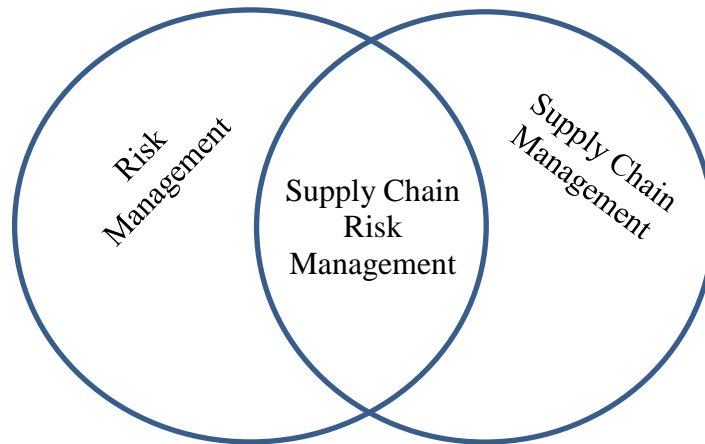 Risk
Management
Supply Chain
Risk
Management
Supply Chain
Management